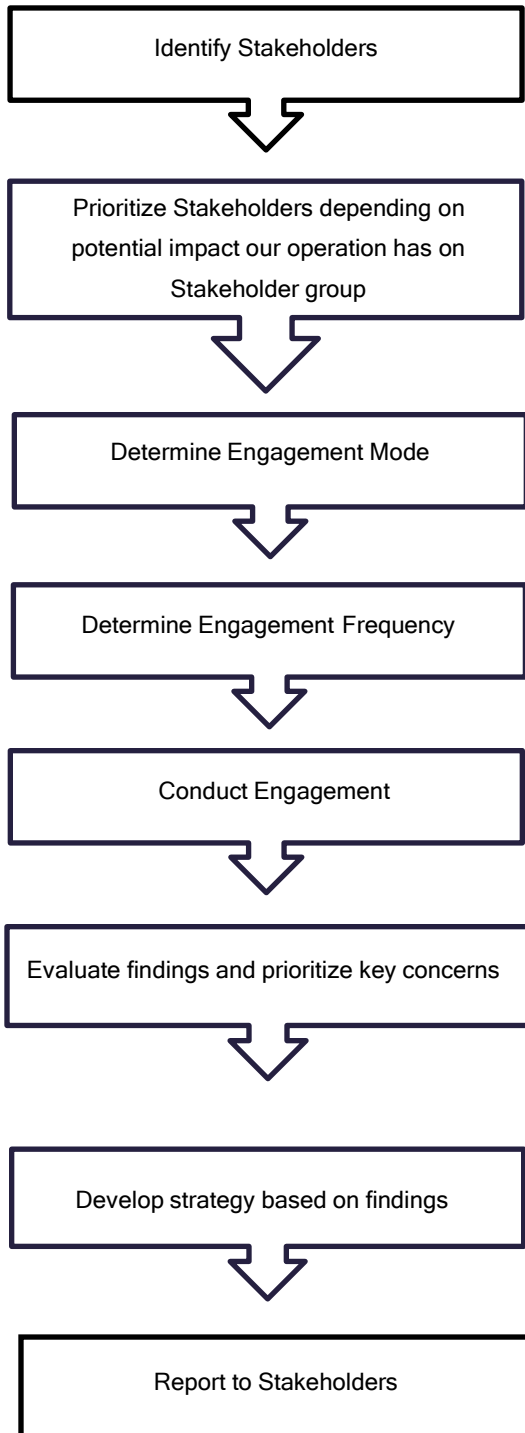 Identify Stakeholders
Prioritize Stakeholders depending on
potential impact our operation has on
Stakeholder group
Determine Engagement Mode
Determine Engagement Frequency
Conduct Engagement
Evaluate findings and prioritize key concerns
Develop strategy based on findings
Report to Stakeholders